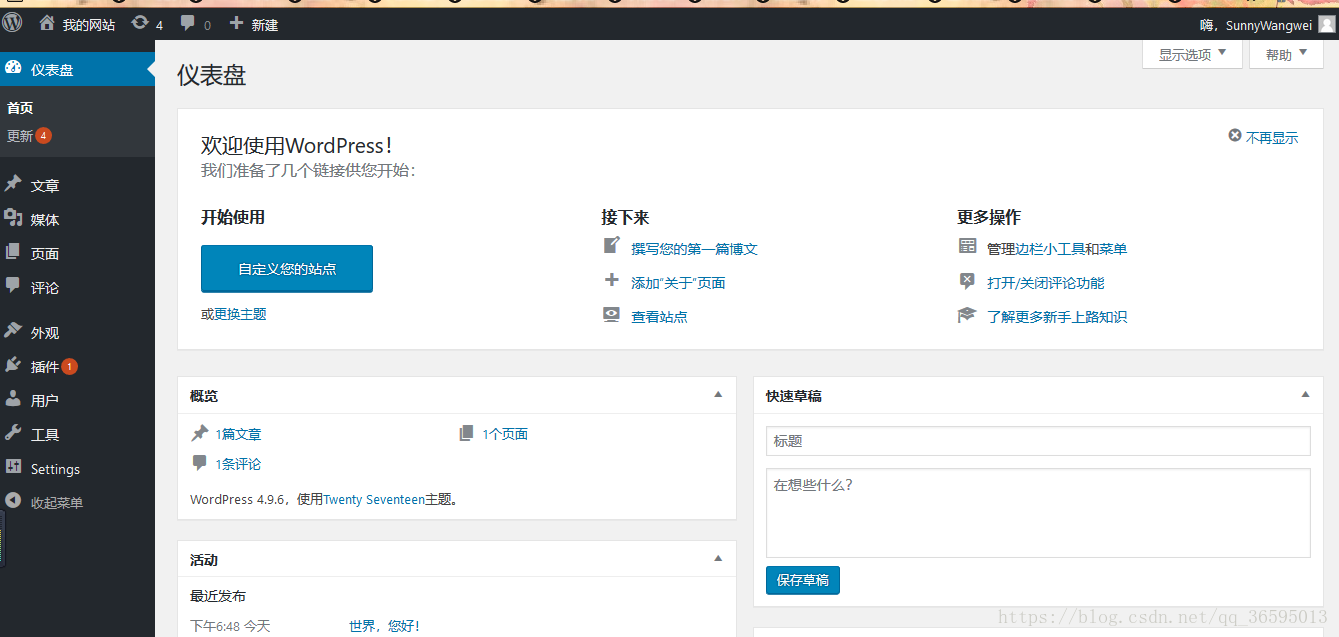 我的网站 4 0 新建 嗨，SunnyWangwei
仪表盘
首页
更新 4
文章
媒体
页面
评论
外观
插件 1
用户
工具
Settings
收起菜单
显示选项 帮助
仪表盘
欢迎使用WordPress！
不再显示
我们准备了几个链接供您开始：
开始使用
自定义您的站点
或更换主题
接下来
撰写您的第一篇博文
添加“关于”页面
查看站点
更多操作
管理边栏小工具和菜单
打开/关闭评论功能
了解更多新手上路知识
概览
1篇文章 1个页面
1条评论
WordPress 4.9.6，使用Twenty Seventeen主题。
活动
最近发布
下午6:48 今天 世界，您好！
快速草稿
标题
在想些什么？
保存草稿
https://blog.csdn.net/qq_36595013